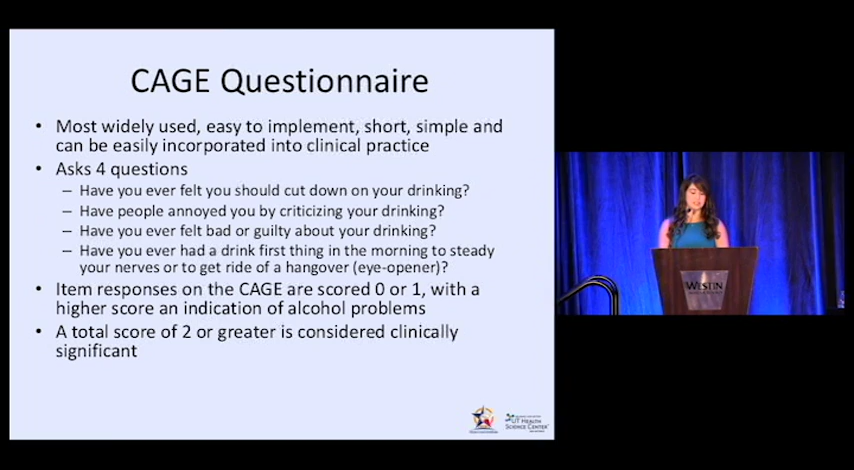 CAGE Questionnaire
• Most widely used, easy to implement, short, simple and
can be easily incorporated into clinical practice
• Asks 4 questions
– Have you ever felt you should cut down on your drinking?
– Have people annoyed you by criticizing your drinking?
– Have you ever felt bad or guilty about your drinking?
– Have you ever had a drink first thing in the morning to steady
your nerves or to get ride of a hangover (eye-opener)?
• Item responses on the CAGE are scored 0 or 1, with a
higher score an indication of alcohol problems
• A total score of 2 or greater is considered clinically
significant
UT HEALTH
SCIENCE CENTER
WESTIN